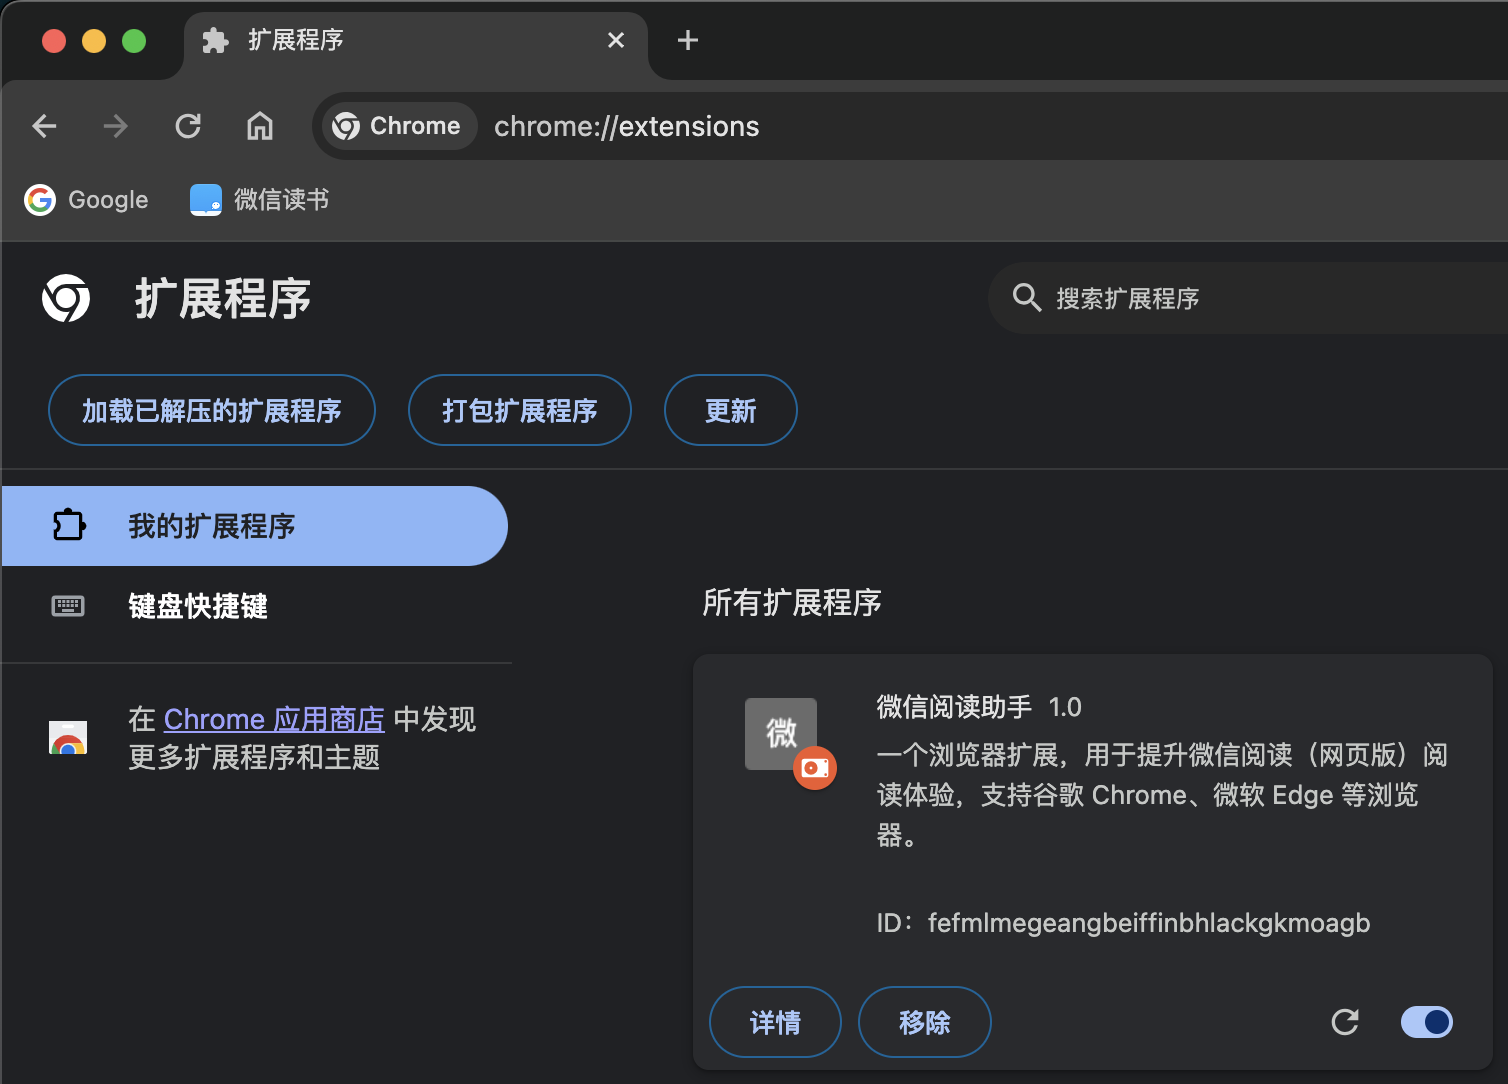 扩展程序
Chrome
chrome://extensions
Google
微信读书
扩展程序
搜索扩展程序
加载已解压的扩展程序
打包扩展程序
更新
我的扩展程序
键盘快捷键
在 Chrome 应用商店 中发现
更多扩展程序和主题
所有扩展程序
微
微信阅读助手 1.0
一个浏览器扩展，用于提升微信阅读（网页版）阅
读体验，支持谷歌 Chrome、微软 Edge 等浏览
器。
ID：fefmlmegeangbeiffinbhlackgkmoagb
详情
移除